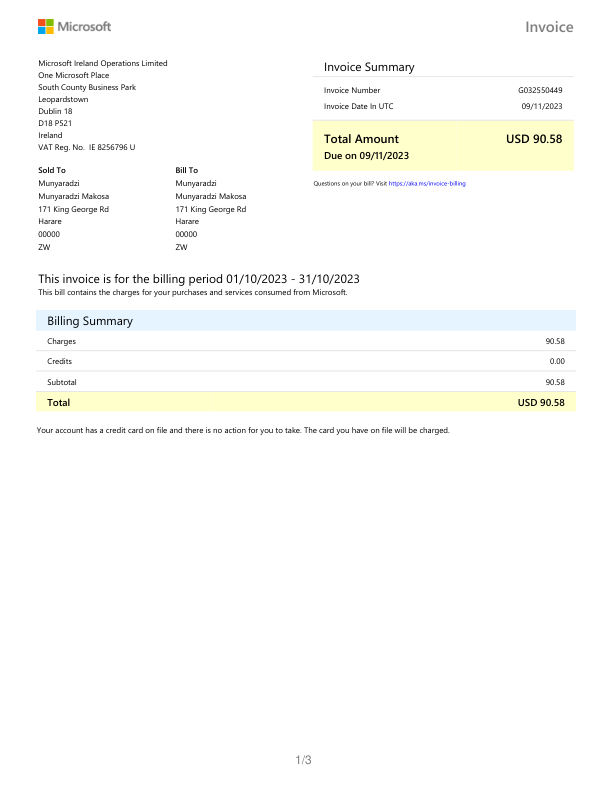 Microsoft
Invoice
Microsoft Ireland Operations Limited
One Microsoft Place
South County Business Park
Leopardstown
Dublin 18
D18 P521
Ireland
VAT Reg. No. IE 8256796 U
Invoice Summary
Invoice Number G032550449
Invoice Date In UTC 09/11/2023
Total Amount USD 90.58
Due on 09/11/2023
Questions on your bill? Visit https://aka.ms/invoice-billing
Sold To
Munyaradzi
Munyaradzi Makosa
171 King George Rd
Harare
00000
ZW
Bill To
Munyaradzi
Munyaradzi Makosa
171 King George Rd
Harare
00000
ZW
This invoice is for the billing period 01/10/2023 - 31/10/2023
This bill contains the charges for your purchases and services consumed from Microsoft.
Billing Summary
Charges 90.58
Credits 0.00
Subtotal 90.58
Total USD 90.58
Your account has a credit card on file and there is no action for you to take. The card you have on file will be charged.
1/3